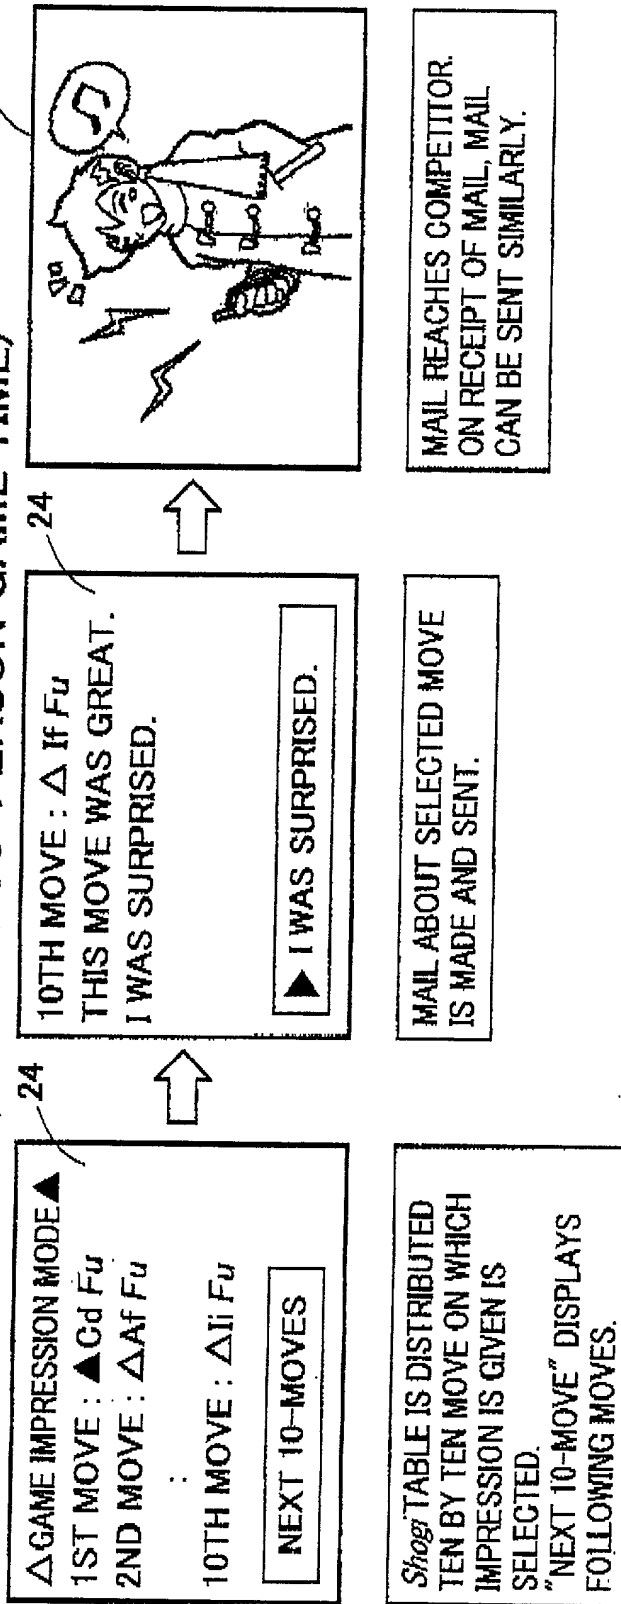 △GAME IMPRESSION MODE▲
1ST MOVE : ▲Cd Fu
2ND MOVE : △Af Fu
:
10TH MOVE : △Ii Fu
NEXT 10-MOVES
24
Shogi TABLE IS DISTRIBUTED
TEN BY TEN MOVE ON WHICH
IMPRESSION IS GIVEN IS
SELECTED.
"NEXT 10-MOVE" DISPLAYS
FOLLOWING MOVES.
10TH MOVE : △ If Fu
THIS MOVE WAS GREAT.
I WAS SURPRISED.
▶ I WAS SURPRISED.
24
MAIL ABOUT SELECTED MOVE
IS MADE AND SENT.
MAIL REACHES COMPETITOR.
ON RECEIPT OF MAIL, MAIL
CAN BE SENT SIMILARLY.